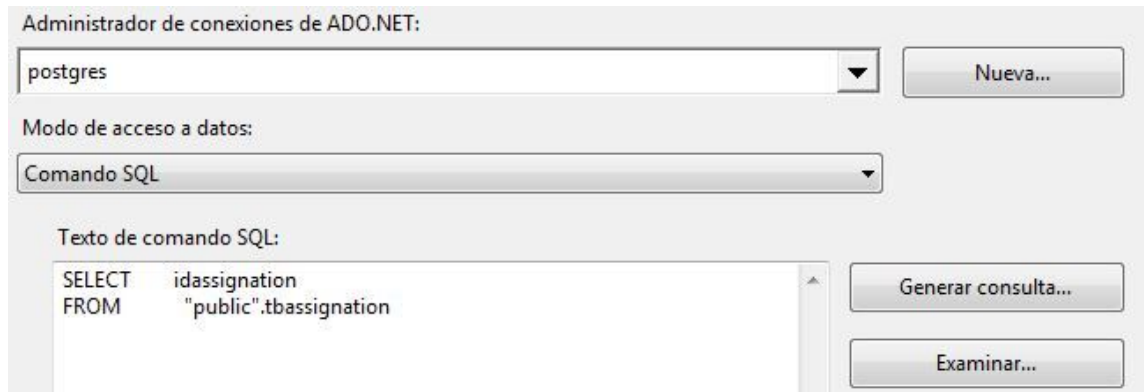 Administrador de conexiones de ADO.NET:
postgres
Nueva...
Modo de acceso a datos:
Comando SQL
Texto de comando SQL:
SELECT idassignation
FROM "public".tbassignation
Generar consulta...
Examinar...